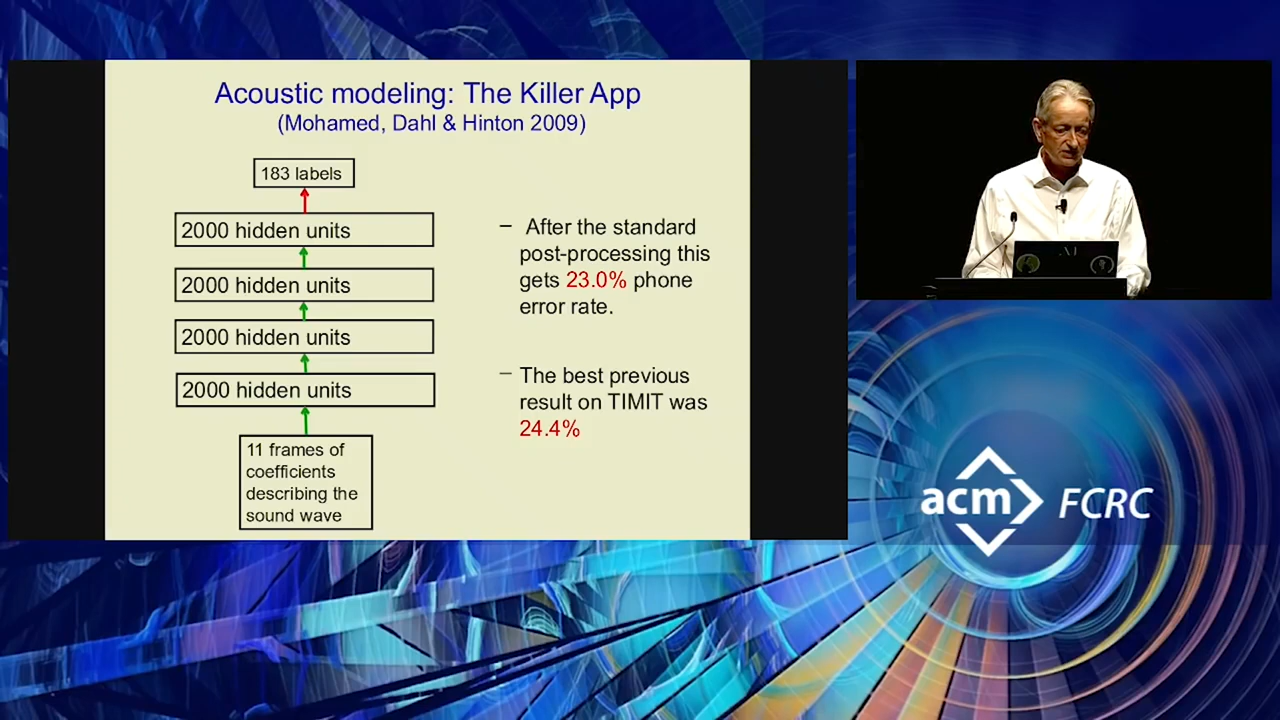 Acoustic modeling: The Killer App
(Mohamed, Dahl & Hinton 2009)
183 labels
2000 hidden units
2000 hidden units
2000 hidden units
2000 hidden units
11 frames of
coefficients
describing the
sound wave
– After the standard
post-processing this
gets 23.0% phone
error rate.
– The best previous
result on TIMIT was
24.4%
acm FCRC